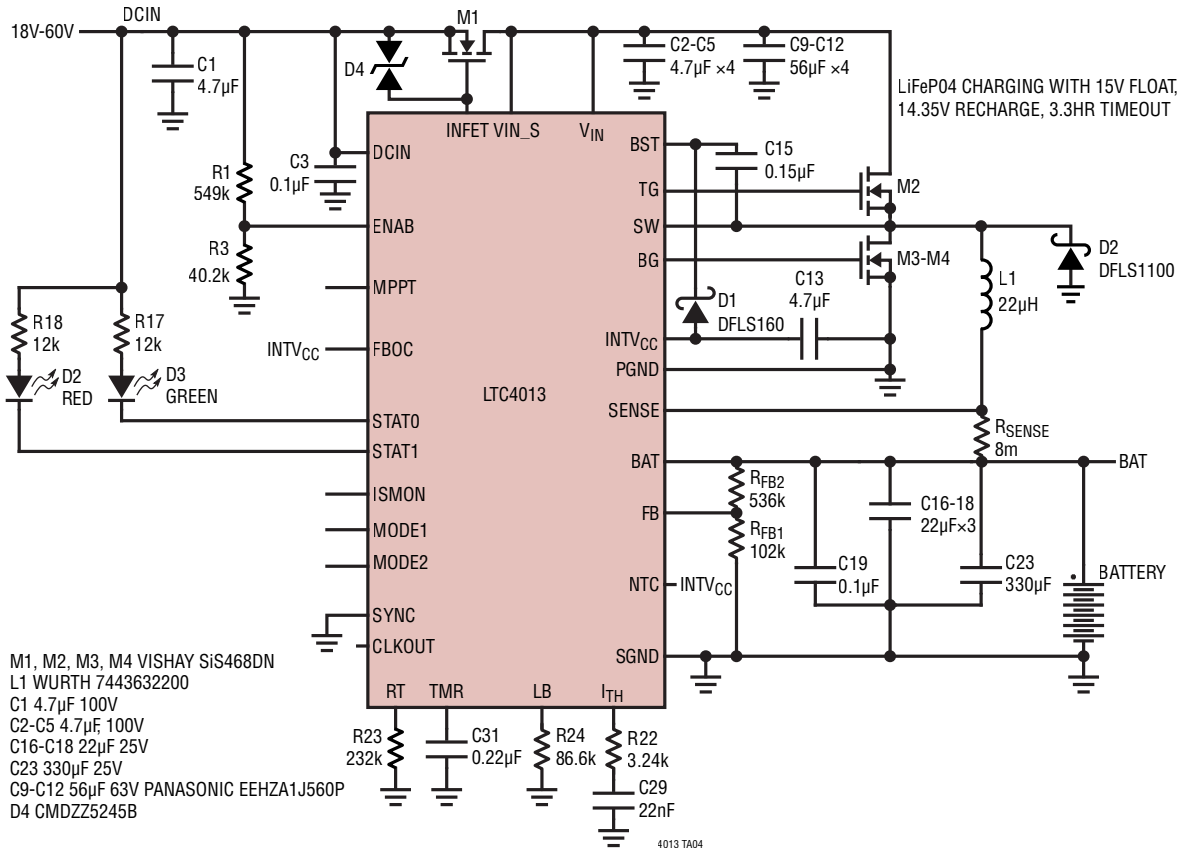 DCIN
18V-60V
C1
4.7µF
D4
M1
C2-C5
4.7µF ×4
C9-C12
56µF ×4
LiFeP04 CHARGING WITH 15V FLOAT,
14.35V RECHARGE, 3.3HR TIMEOUT
INFET VIN_S
VIN
DCIN
C3
0.1µF
R1
549k
ENAB
R3
40.2k
MPPT
INTVCC
FBOC
R18
12k
R17
12k
D2
RED
D3
GREEN
STAT0
STAT1
ISMON
MODE1
MODE2
SYNC
CLKOUT
LTC4013
BST
C15
0.15µF
TG
M2
SW
BG
M3-M4
D2
DFLS1100
L1
22µH
D1
DFLS160
C13
4.7µF
INTVCC
PGND
SENSE
RSENSE
8m
BAT
BAT
RFB2
536k
FB
RFB1
102k
C16-18
22µF×3
C19
0.1µF
C23
330µF
BATTERY
NTC
INTVCC
SGND
RT
TMR
LB
ITH
R23
232k
C31
0.22µF
R24
86.6k
R22
3.24k
C29
22nF
M1, M2, M3, M4 VISHAY SiS468DN
L1 WURTH 7443632200
C1 4.7µF 100V
C2-C5 4.7µF, 100V
C16-C18 22µF 25V
C23 330µF 25V
C9-C12 56µF 63V PANASONIC EEHZA1J560P
D4 CMDZZ5245B
4013 TA04